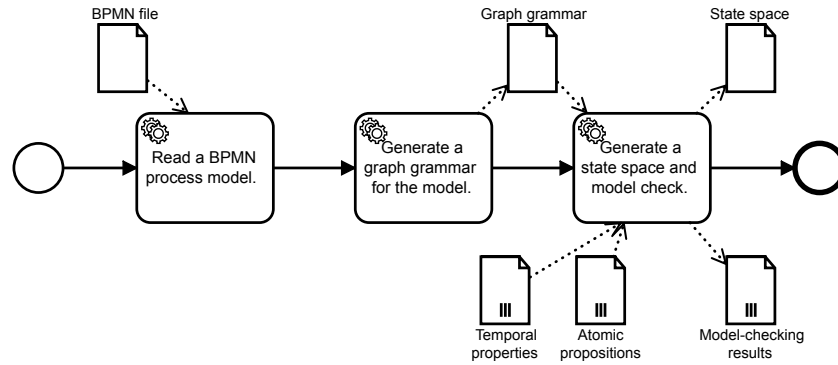 BPMN file
Graph grammar
State space
Read a BPMN
process model.
Generate a
graph grammar
for the model.
Generate a
state space and
model check.
Temporal
properties
Atomic
propositions
Model-checking
results